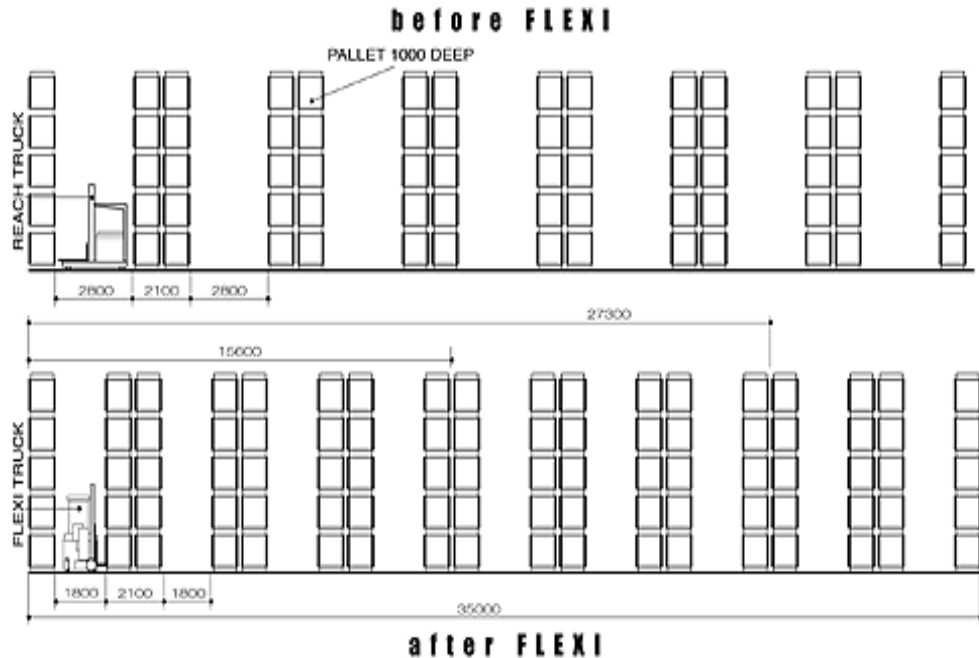 before FLEXI
PALLET 1000 DEEP
REACH TRUCK
2800 2100 2800
27300
15600
FLEXI TRUCK
1800 2100 1800
35000
after FLEXI